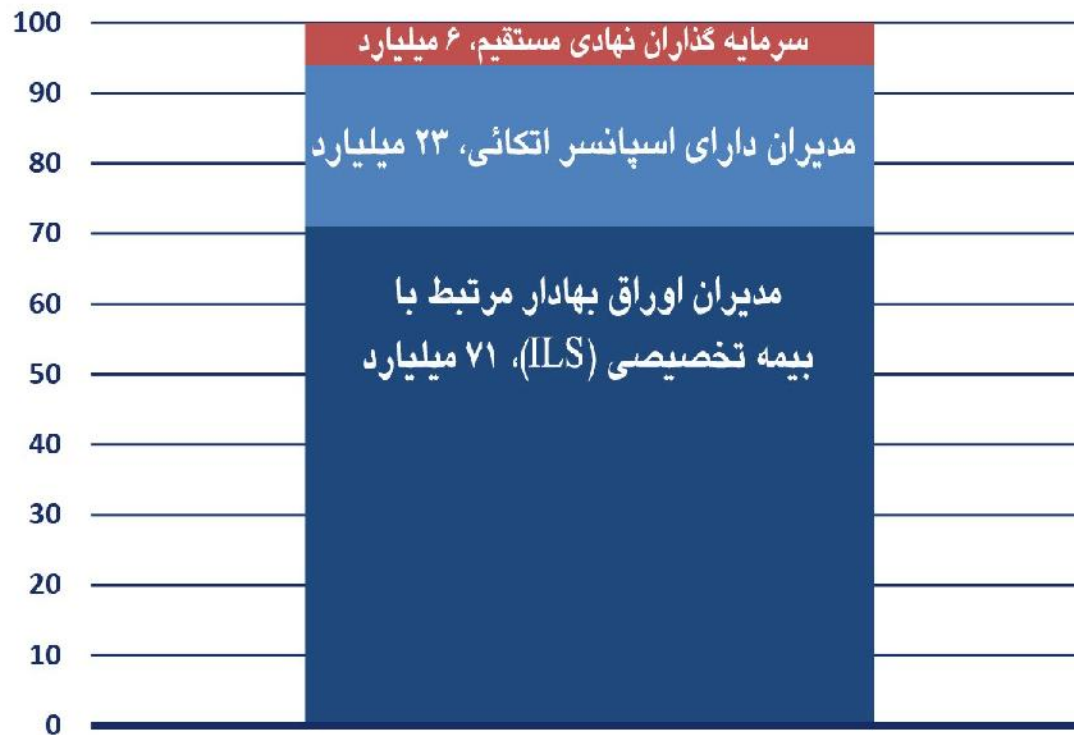 100
سرمایه گذاران نهادی مستقیم، ۶ میلیارد
90
مدیران دارای اسپانسر اتکائی، ۲۳ میلیارد
80
70
مدیران اوراق بهادار مرتبط با
60
بیمه تخصیصی (ILS)، ۷۱ میلیارد
50
40
30
20
10
0